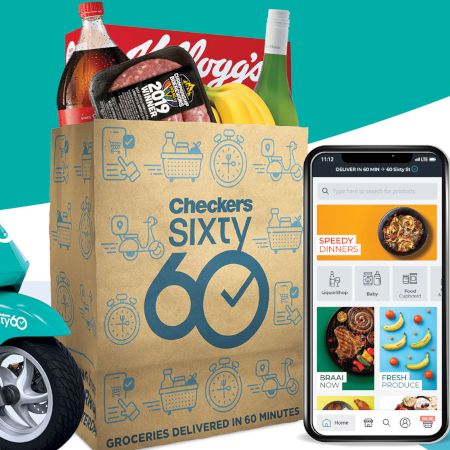 Kellogg's
2019
WINNER
Checkers
SIXTY
60
GROCERIES DELIVERED IN 60 MINUTES
11:12
LTE
DELIVER IN 60 MIN → 60 Sixty St
Type here to search for products
SPEEDY
DINNERS
LiquorShop
Baby
Food
Cupboard
BRAAI
NOW
FRESH
PRODUCE
Home